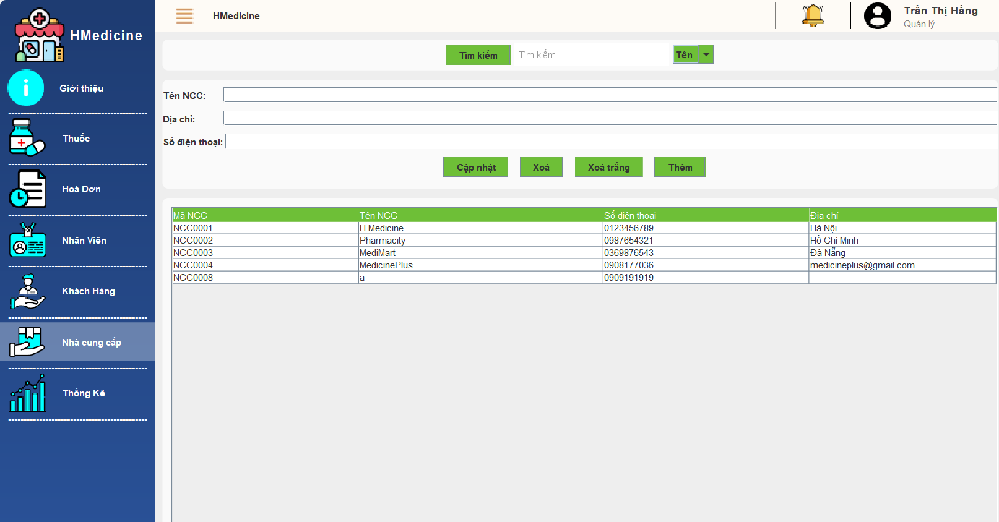 HMedicine
Giới thiệu
Thuốc
Hoá Đơn
Nhân Viên
Khách Hàng
Nhà cung cấp
Thống Kê
HMedicine
Trần Thị Hằng
Quản lý
Tìm kiếm Tìm kiếm... Tên
Tên NCC:
Địa chỉ:
Số điện thoại:
Cập nhật Xoá Xoá trắng Thêm
Mã NCC Tên NCC Số điện thoại Địa chỉ
NCC0001 H Medicine 0123456789 Hà Nội
NCC0002 Pharmacity 0987654321 Hồ Chí Minh
NCC0003 MediMart 0369876543 Đà Nẵng
NCC0004 MedicinePlus 0908177036 medicineplus@gmail.com
NCC0008 a 0909191919